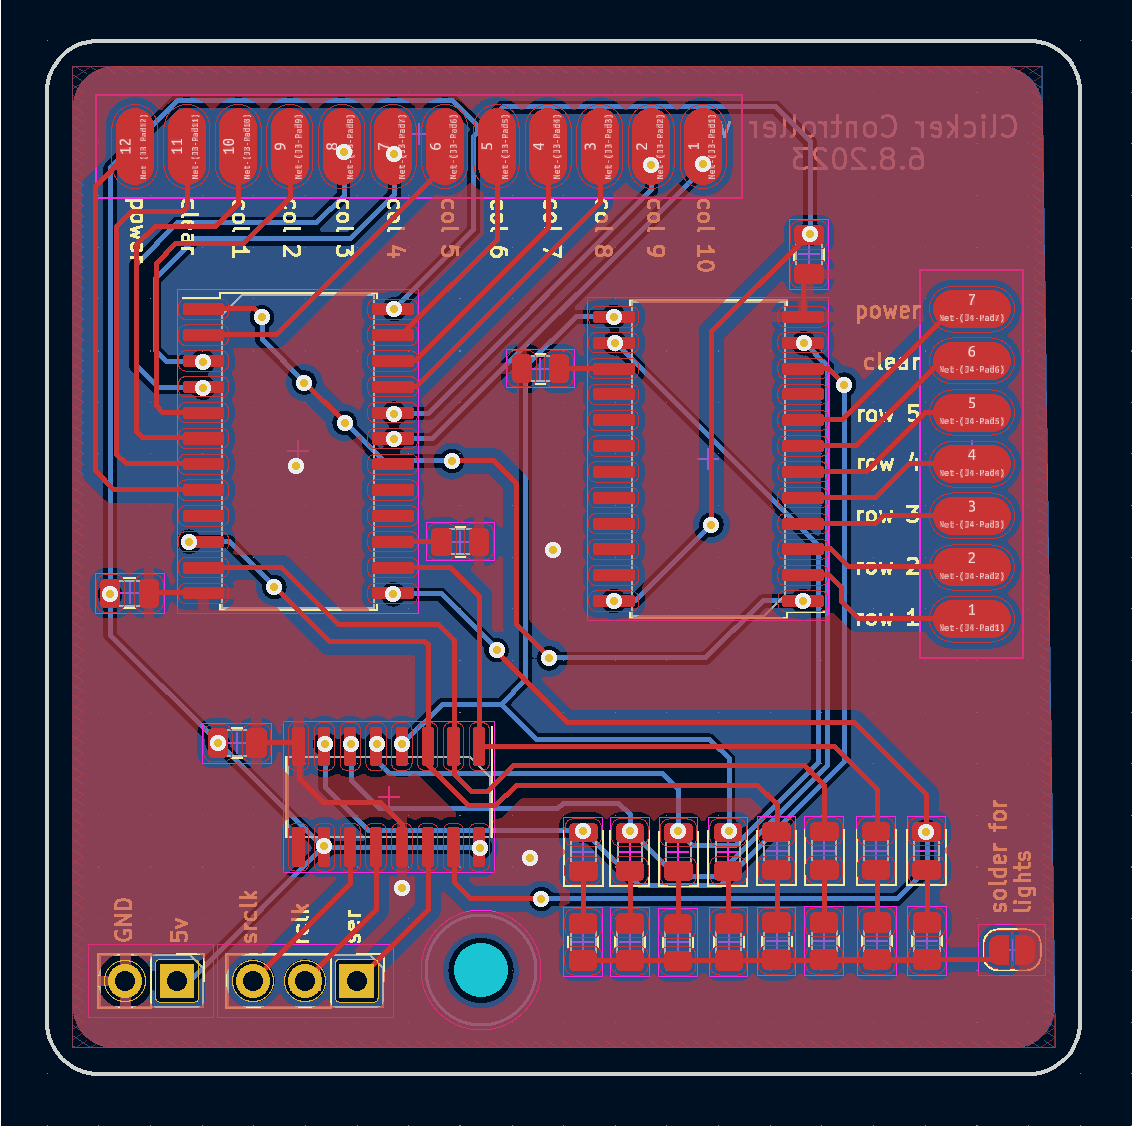 Clicker Controller v
6.8.2023
12
Net-(J3-Pad12)
11
Net-(J3-Pad11)
10
Net-(J3-Pad10)
9
Net-(J3-Pad9)
8
Net-(J3-Pad8)
7
Net-(J3-Pad7)
6
Net-(J3-Pad6)
5
Net-(J3-Pad5)
4
Net-(J3-Pad4)
3
Net-(J3-Pad3)
2
Net-(J3-Pad2)
1
Net-(J3-Pad1)
power
clear
col 1
col 2
col 3
col 4
col 5
col 6
col 7
col 8
col 9
col 10
power
7
Net-(J4-Pad7)
clear
6
Net-(J4-Pad6)
row 5
5
Net-(J4-Pad5)
row 4
4
Net-(J4-Pad4)
row 3
3
Net-(J4-Pad3)
row 2
2
Net-(J4-Pad2)
row 1
1
Net-(J4-Pad1)
GND
5v
srclk
rclk
ser
solder for
lights